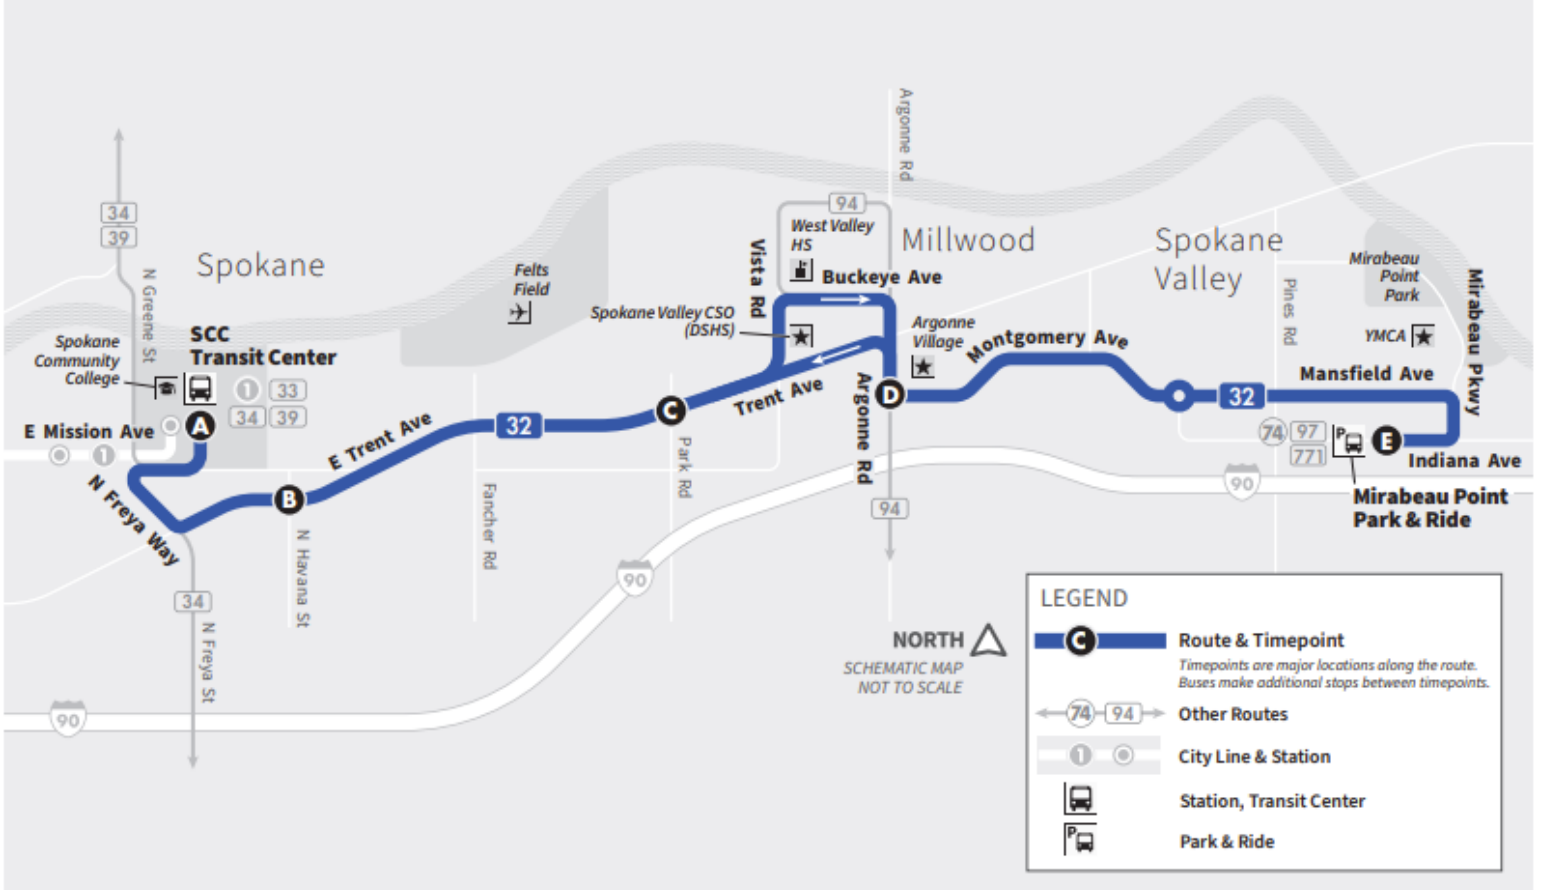 Argonne Rd
34
39
94
West Valley
HS
Millwood
Spokane
Valley
Spokane
N Greene St
Felts
Field
Vista Rd
Buckeye Ave
Mirabeau
Point
Park
Mirabeau Pkwy
Pines Rd
Spokane Valley CSO
(DSHS)
Argonne
Village
YMCA
SCC
Transit Center
Spokane
Community
College
1
33
34
39
Montgomery Ave
Mansfield Ave
A
E Mission Ave
1
E Trent Ave
32
C
Trent Ave
Argonne Rd
D
32
74
97
771
P
E
Indiana Ave
N Freya Way
B
Fancher Rd
Park Rd
94
90
Mirabeau Point
Park & Ride
N Havana St
90
34
N Freya St
90
NORTH
SCHEMATIC MAP
NOT TO SCALE
LEGEND
C
Route & Timepoint
Timepoints are major locations along the route.
Buses make additional stops between timepoints.
74
94
Other Routes
1
City Line & Station
Station, Transit Center
P
Park & Ride